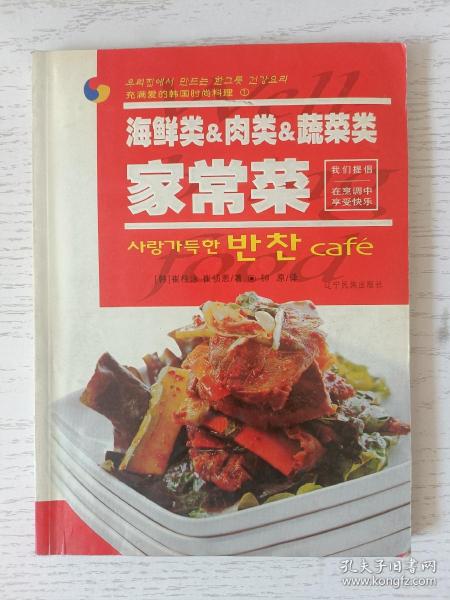 우리집에서 만드는 한그릇 건강요리
充满爱的韩国时尚料理 ①
海鲜类&肉类&蔬菜类
家常菜
我们提倡
在烹调中
享受快乐
사랑가득한 반찬 café
辽宁民族出版社
孔夫子旧书网
www.kongfz.com